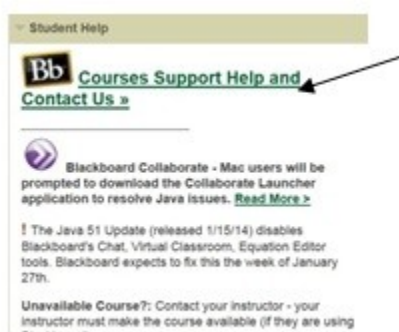 Student Help
Bb Courses Support Help and
Contact Us »
Blackboard Collaborate - Mac users will be
prompted to download the Collaborate Launcher
application to resolve Java issues. Read More >
! The Java 51 Update (released 1/15/14) disables
Blackboard's Chat, Virtual Classroom, Equation Editor
tools. Blackboard expects to fix this the week of January
27th.
Unavailable Course?: Contact your instructor - your
instructor must make the course available (if they are using